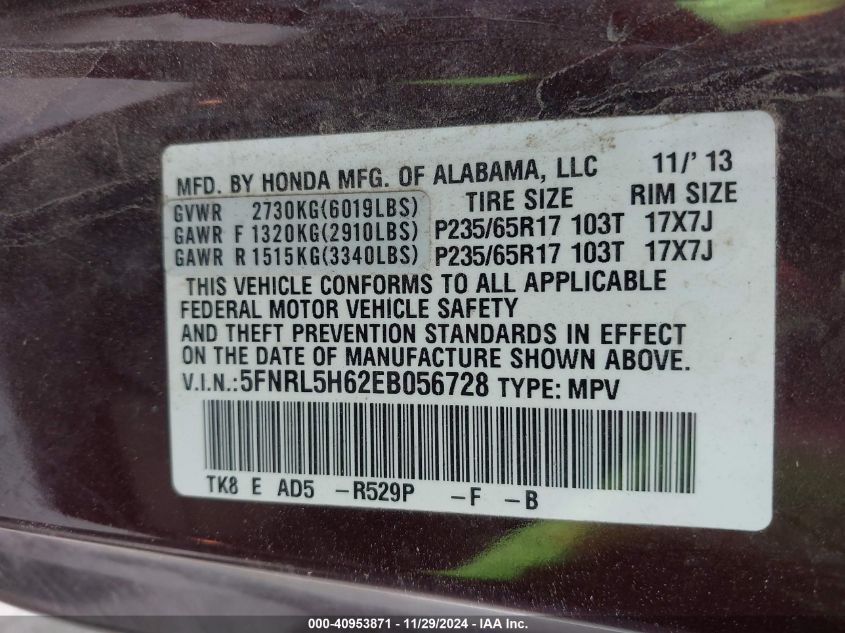 MFD. BY HONDA MFG. OF ALABAMA, LLC 11/' 13
GVWR 2730KG(6019LBS) TIRE SIZE RIM SIZE
GAWR F 1320KG(2910LBS) P235/65R17 103T 17X7J
GAWR R 1515KG(3340LBS) P235/65R17 103T 17X7J
THIS VEHICLE CONFORMS TO ALL APPLICABLE
FEDERAL MOTOR VEHICLE SAFETY
AND THEFT PREVENTION STANDARDS IN EFFECT
ON THE DATE OF MANUFACTURE SHOWN ABOVE.
V.I.N.:5FNRL5H62EB056728 TYPE: MPV
TK8 E AD5 -R529P -F -B
000-40953871 - 11/29/2024 - IAA Inc.